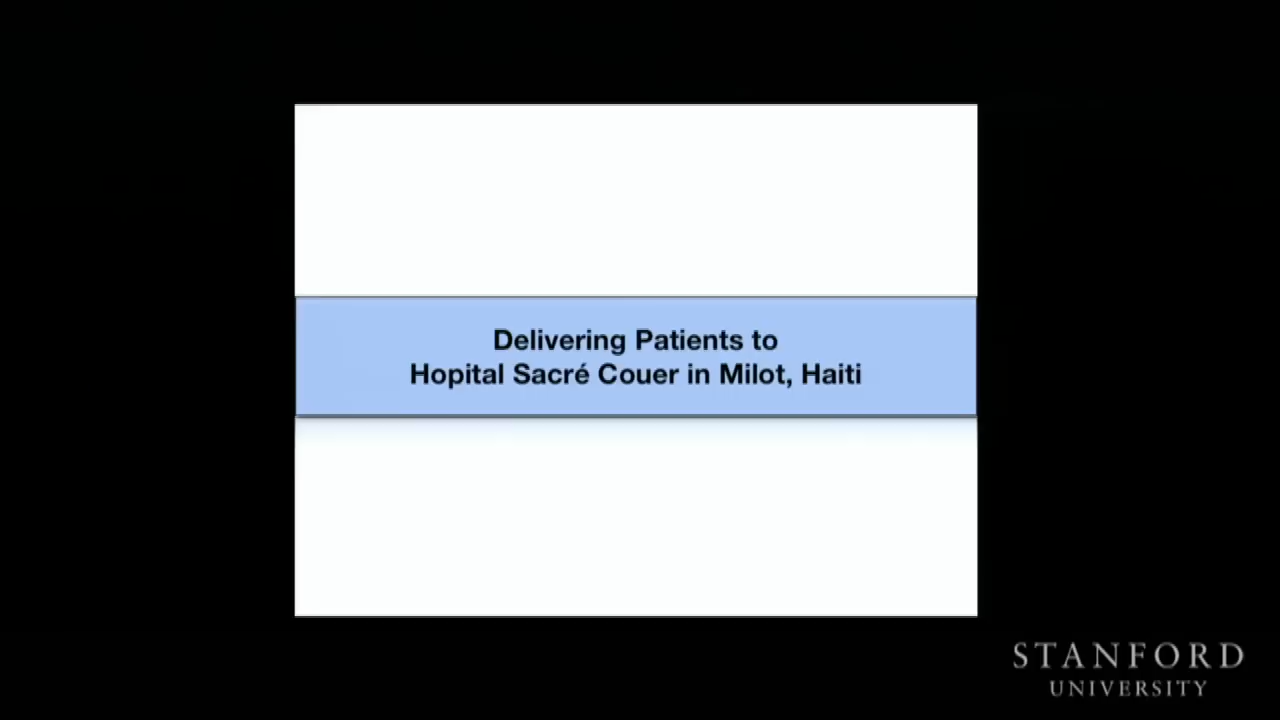 Delivering Patients to
Hopital Sacré Couer in Milot, Haiti
STANFORD
UNIVERSITY